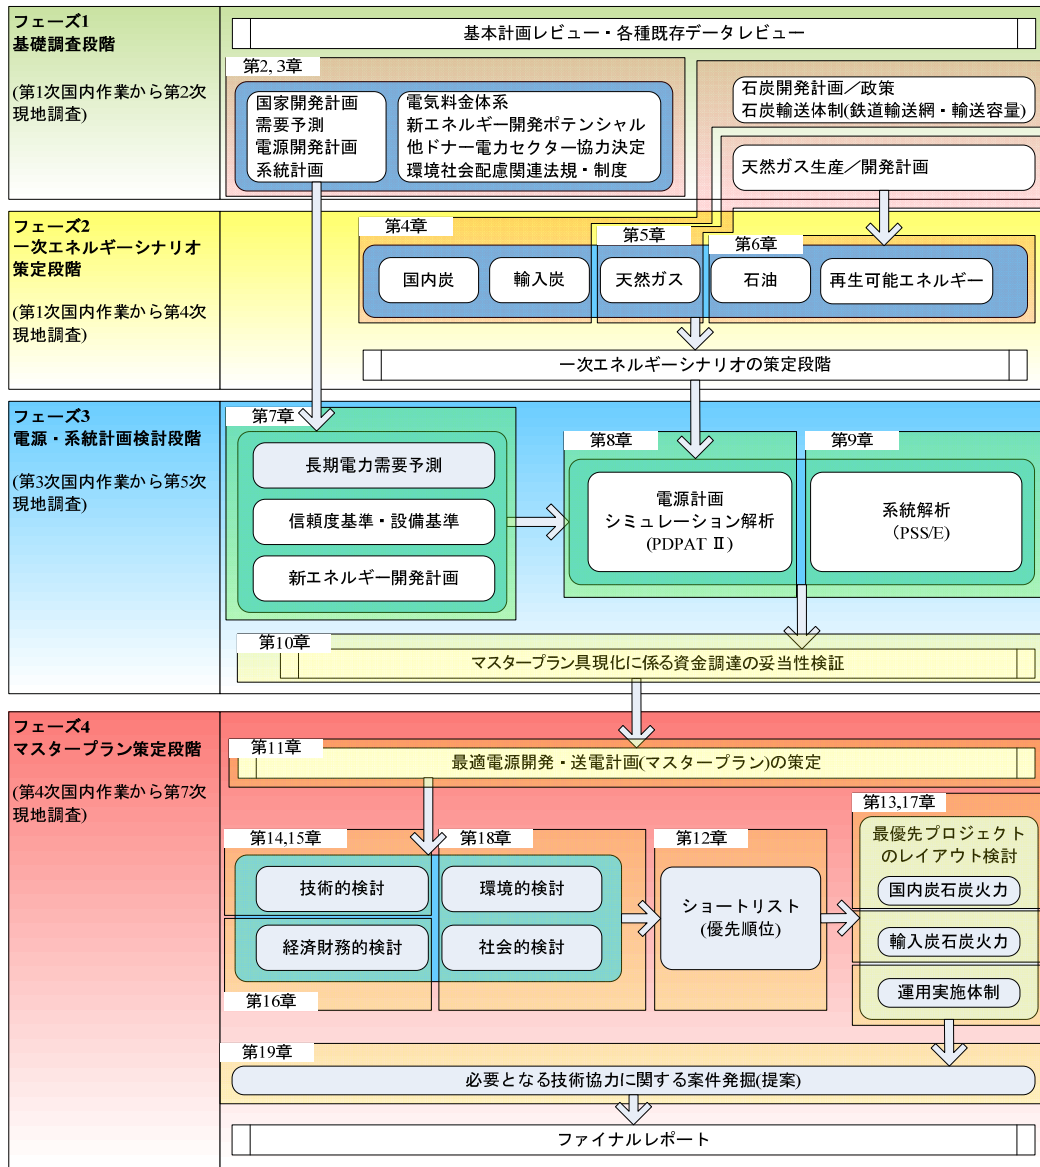 フェーズ1
基礎調査段階
(第1次国内作業から第2次
現地調査)
基本計画レビュー・各種既存データレビュー
第2, 3章
国家開発計画
需要予測
電源開発計画
系統計画
電気料金体系
新エネルギー開発ポテンシャル
他ドナー電力セクター協力決定
環境社会配慮関連法規・制度
石炭開発計画／政策
石炭輸送体制(鉄道輸送網・輸送容量)
天然ガス生産／開発計画
フェーズ2
一次エネルギーシナリオ
策定段階
(第1次国内作業から第4次
現地調査)
第4章
第5章
第6章
国内炭
輸入炭
天然ガス
石油
再生可能エネルギー
一次エネルギーシナリオの策定段階
フェーズ3
電源・系統計画検討段階
(第3次国内作業から第5次
現地調査)
第7章
長期電力需要予測
信頼度基準・設備基準
新エネルギー開発計画
第8章
電源計画
シミュレーション解析
(PDPAT Ⅱ)
第9章
系統解析
（PSS/E)
第10章
マスタープラン具現化に係る資金調達の妥当性検証
フェーズ4
マスタープラン策定段階
(第4次国内作業から第7次
現地調査)
第11章
最適電源開発・送電計画(マスタープラン)の策定
第14,15章
技術的検討
経済財務的検討
第16章
第18章
環境的検討
社会的検討
第12章
ショートリスト
(優先順位)
第13,17章
最優先プロジェクト
のレイアウト検討
国内炭石炭火力
輸入炭石炭火力
運用実施体制
第19章
必要となる技術協力に関する案件発掘(提案)
ファイナルレポート